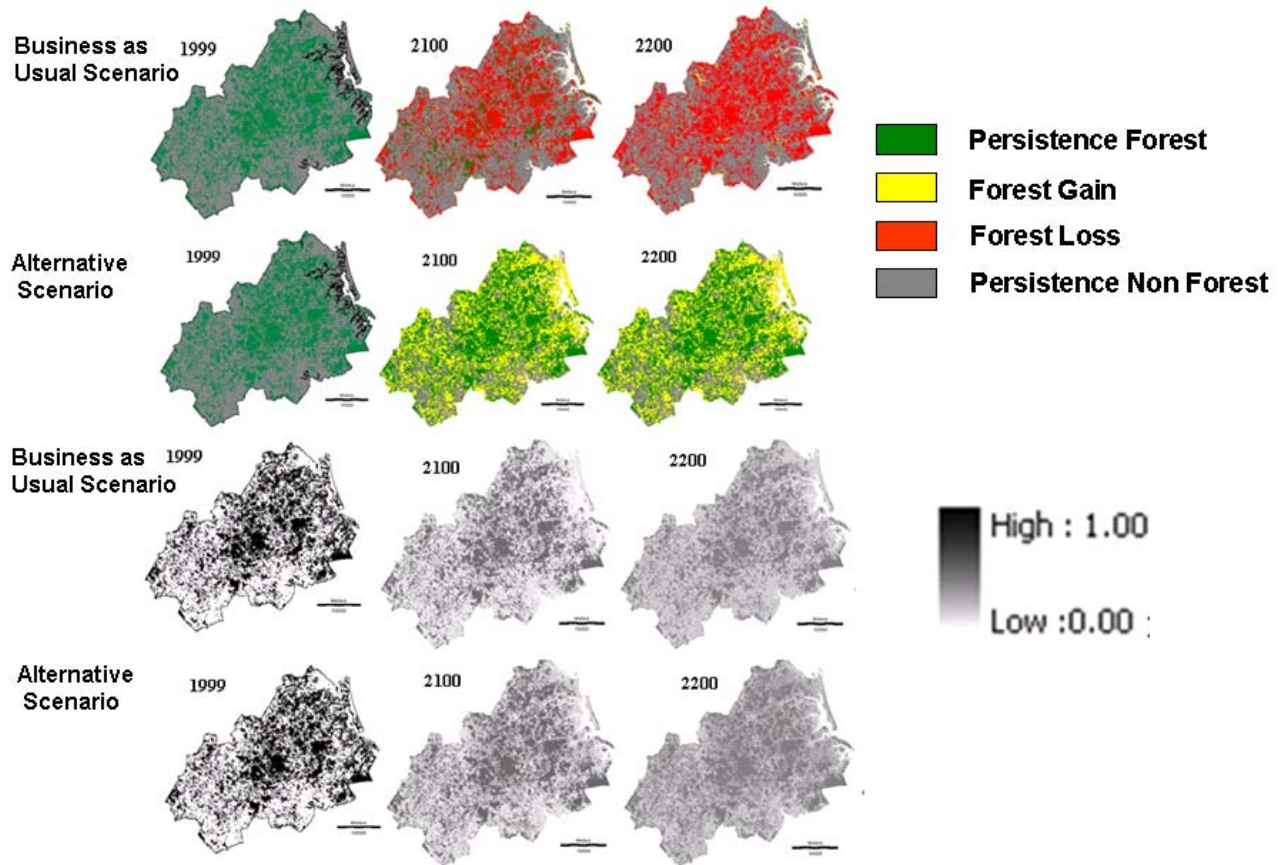 Business as
Usual Scenario
1999
2100
2200
Persistence Forest
Forest Gain
Forest Loss
Persistence Non Forest
Alternative
Scenario
1999
2100
2200
Business as
Usual Scenario
1999
2100
2200
High : 1.00
Low :0.00 :
Alternative
Scenario
1999
2100
2200